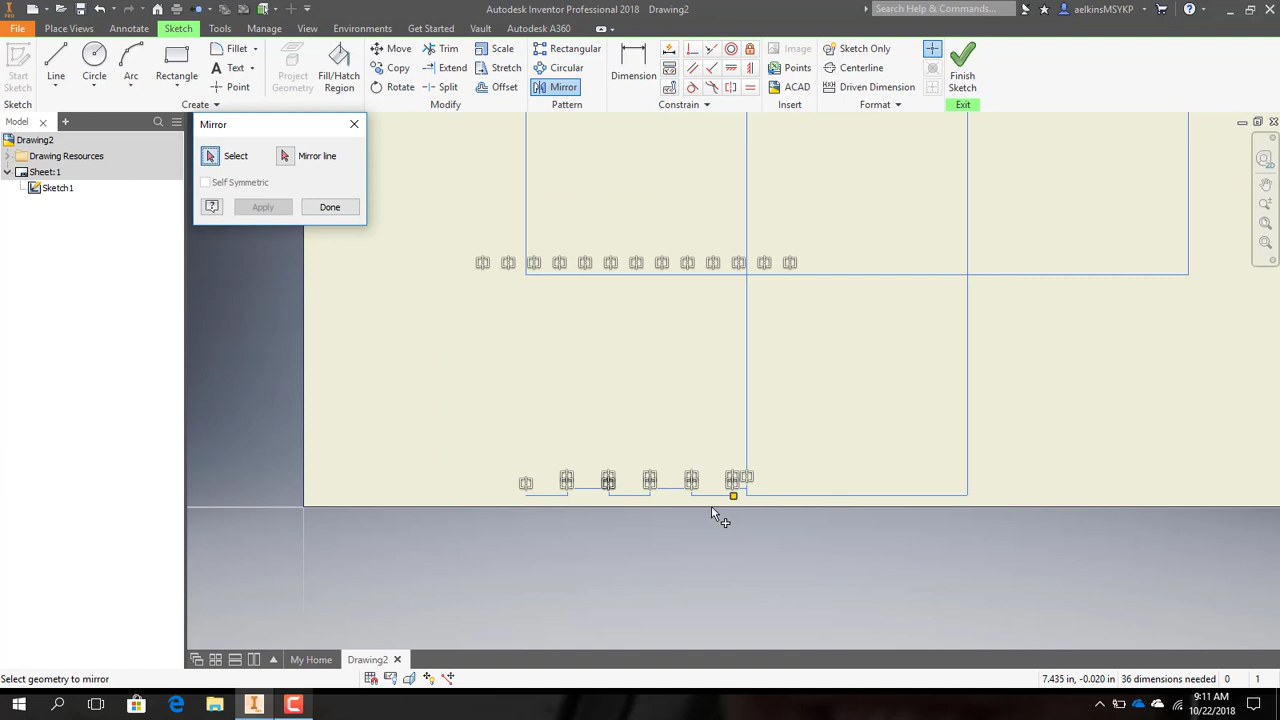 PRO
Autodesk Inventor Professional 2018 Drawing2
Search Help & Commands...
aelkinsMSYKP
File Place Views Annotate Sketch Tools Manage View Environments Get Started Vault Autodesk A360
Start Sketch
Line
Circle
Arc
Rectangle
Fillet
Text
Point
Project Geometry
Fill/Hatch Region
Move
Copy
Rotate
Trim
Extend
Split
Scale
Stretch
Offset
Rectangular
Circular
Mirror
Dimension
Image
Points
ACAD
Sketch Only
Centerline
Driven Dimension
Finish Sketch
Sketch Create Modify Pattern Constrain Insert Format Exit
Model
Drawing2
Drawing Resources
Sheet:1
Sketch1
Mirror
Select Mirror line
Self Symmetric
Apply Done
My Home Drawing2
Select geometry to mirror
7.435 in, -0.020 in 36 dimensions needed 0 1
9:11 AM
10/22/2018